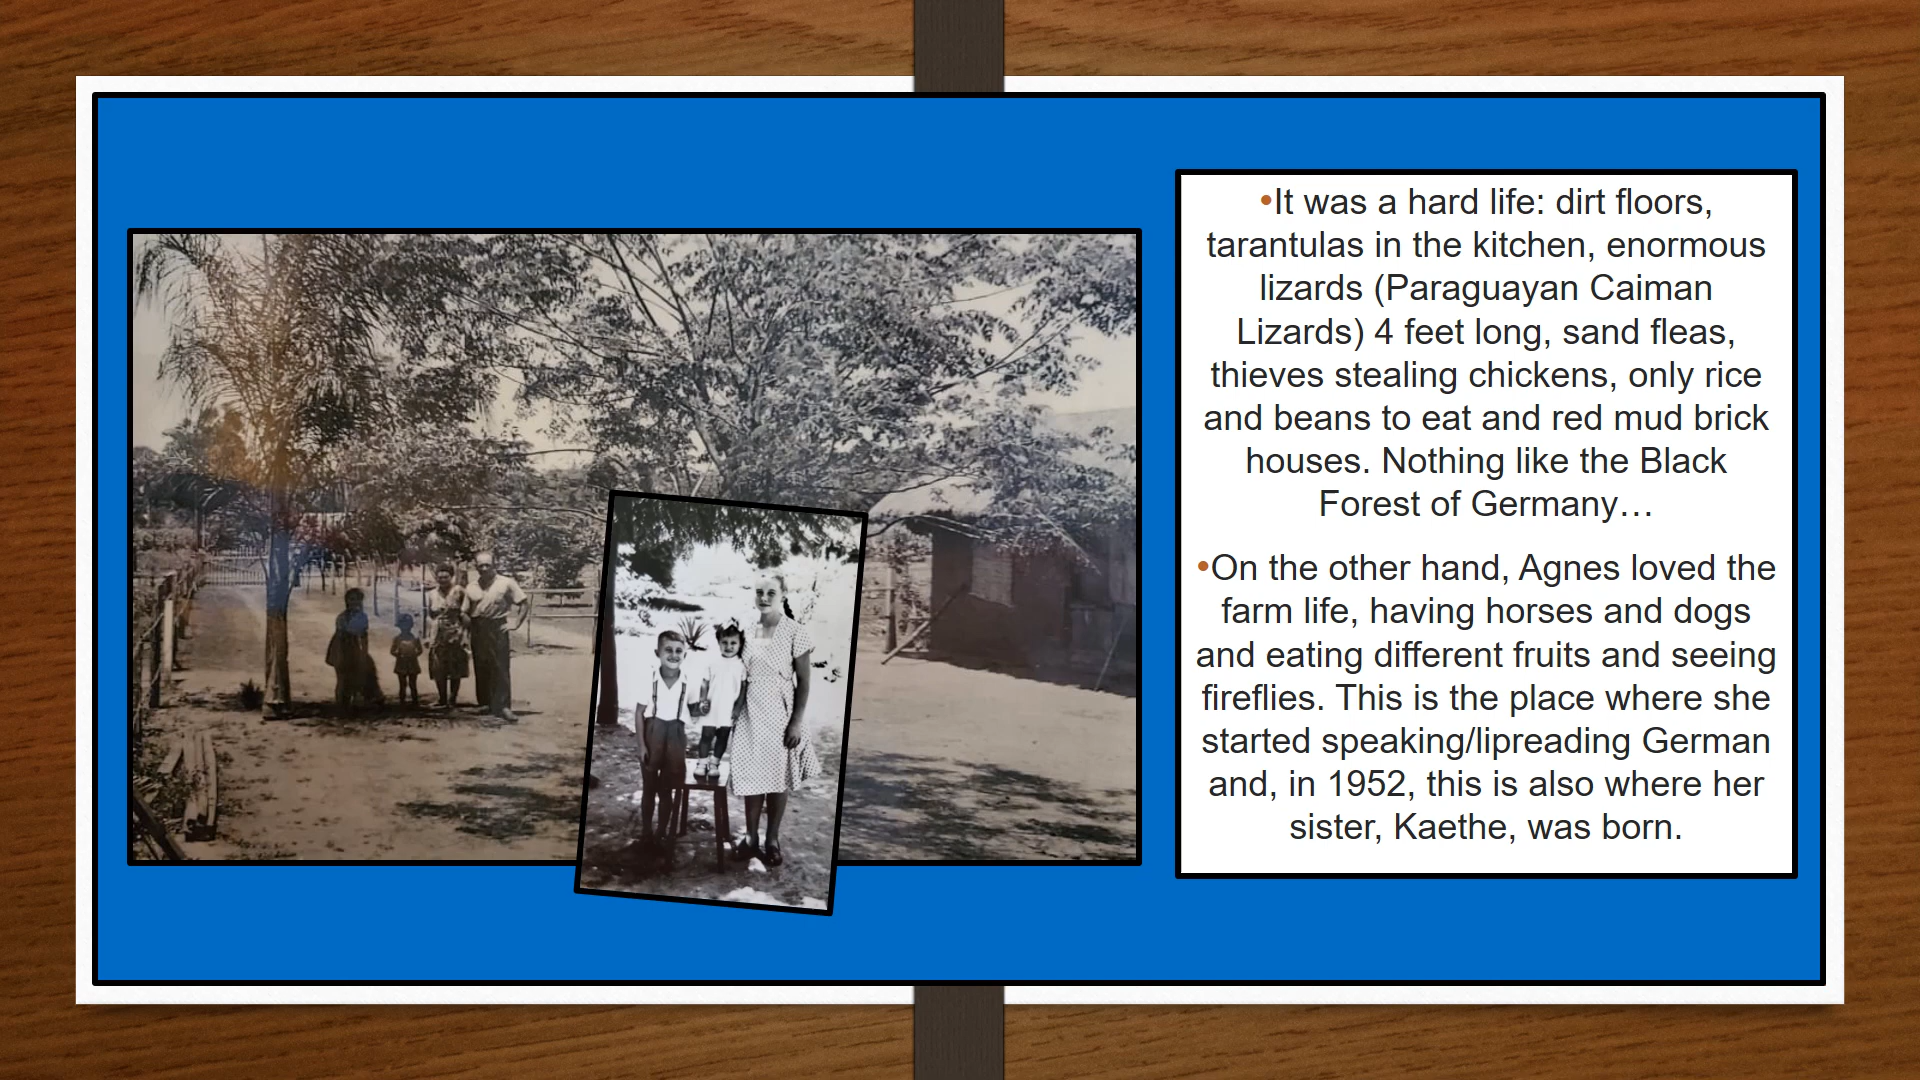 •It was a hard life: dirt floors,
tarantulas in the kitchen, enormous
lizards (Paraguayan Caiman
Lizards) 4 feet long, sand fleas,
thieves stealing chickens, only rice
and beans to eat and red mud brick
houses. Nothing like the Black
Forest of Germany…
•On the other hand, Agnes loved the
farm life, having horses and dogs
and eating different fruits and seeing
fireflies. This is the place where she
started speaking/lipreading German
and, in 1952, this is also where her
sister, Kaethe, was born.